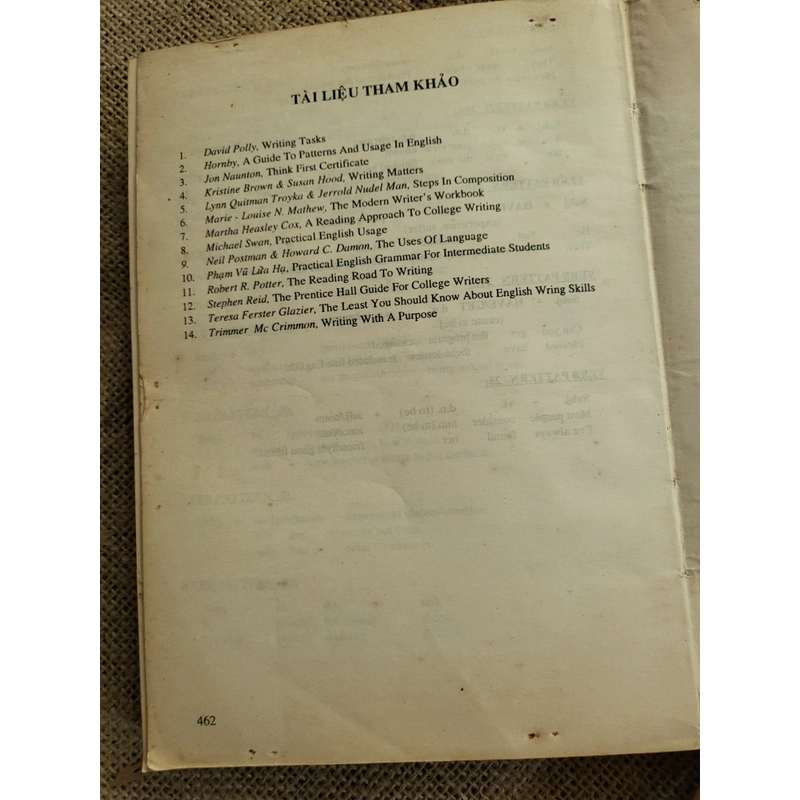 TÀI LIỆU THAM KHẢO
1. David Polly, Writing Tasks
2. Hornby, A Guide To Patterns And Usage In English
3. Jon Naunton, Think First Certificate
4. Kristine Brown & Susan Hood, Writing Matters
5. Lynn Quitman Troyka & Jerrold Nudel Man, Steps In Composition
6. Marie - Louise N. Mathew, The Modern Writer's Workbook
7. Martha Heasley Cox, A Reading Approach To College Writing
8. Michael Swan, Practical English Usage
9. Neil Postman & Howard C. Damon, The Uses Of Language
10. Phạm Vũ Lửa Hạ, Practical English Grammar For Intermediate Students
11. Robert R. Potter, The Reading Road To Writing
12. Stephen Reid, The Prentice Hall Guide For College Writers
13. Teresa Ferster Glazier, The Least You Should Know About English Wring Skills
14. Trimmer Mc Crimmon, Writing With A Purpose
462